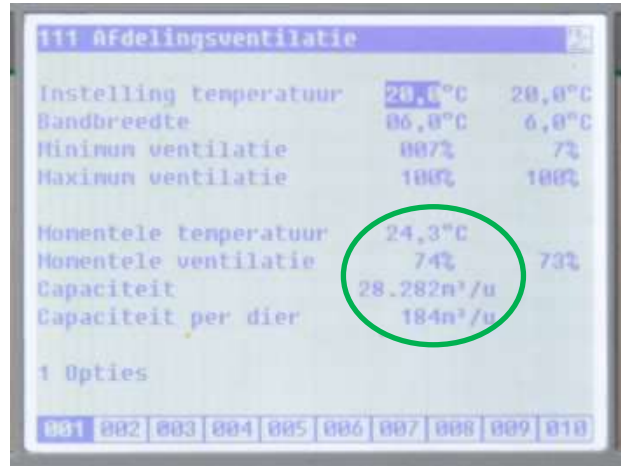 111 Afdelingsventilatie
Instelling temperatuur 20,0°C 20,0°C
Bandbreedte 06,0°C 6,0°C
Minimum ventilatie 007% 7%
Maximum ventilatie 100% 100%
Momentele temperatuur 24,3°C
Momentele ventilatie 74% 73%
Capaciteit 28.282m³/u
Capaciteit per dier 184m³/u
1 Opties
001 002 003 004 005 006 007 008 009 010